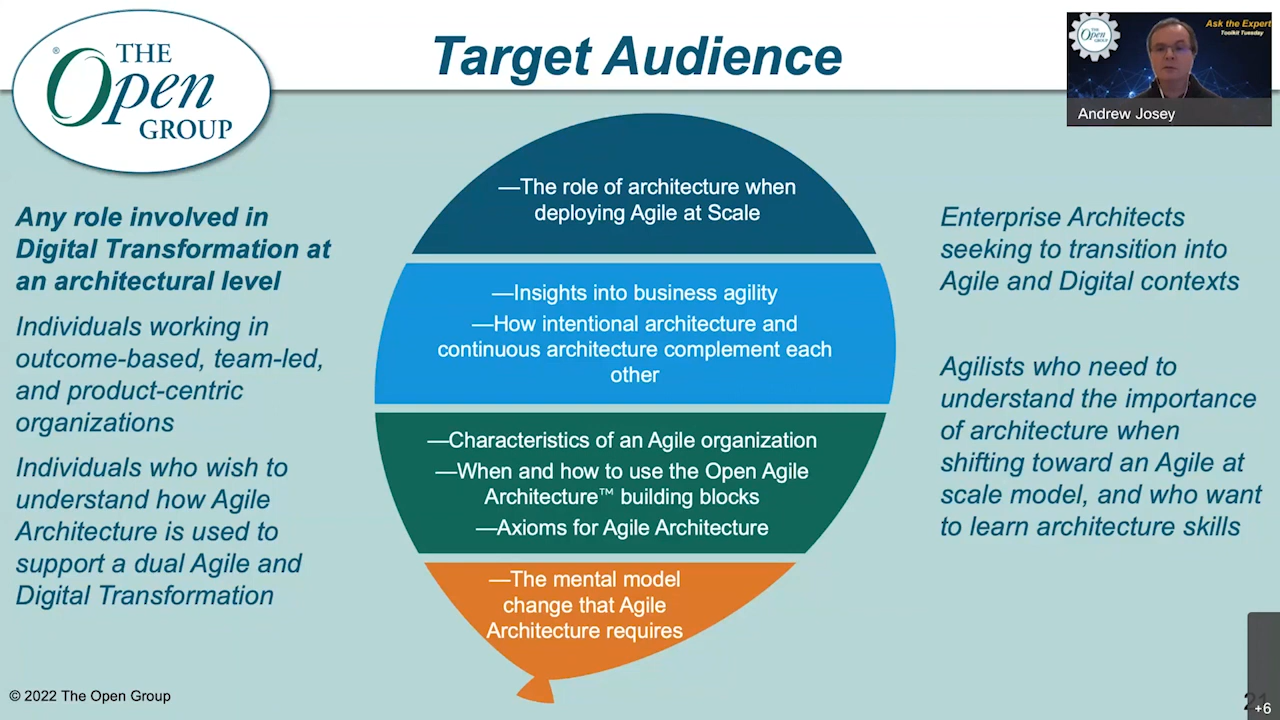 THE
Open
GROUP
®
Target Audience
Ask the Expert
Toolkit Tuesday
The
Open
GROUP
Andrew Josey
Any role involved in
Digital Transformation at
an architectural level
Individuals working in
outcome-based, team-led,
and product-centric
organizations
Individuals who wish to
understand how Agile
Architecture is used to
support a dual Agile and
Digital Transformation
—The role of architecture when
deploying Agile at Scale
—Insights into business agility
—How intentional architecture and
continuous architecture complement each
other
—Characteristics of an Agile organization
—When and how to use the Open Agile
Architecture™ building blocks
—Axioms for Agile Architecture
—The mental model
change that Agile
Architecture requires
Enterprise Architects
seeking to transition into
Agile and Digital contexts
Agilists who need to
understand the importance
of architecture when
shifting toward an Agile at
scale model, and who want
to learn architecture skills
© 2022 The Open Group
21
+6